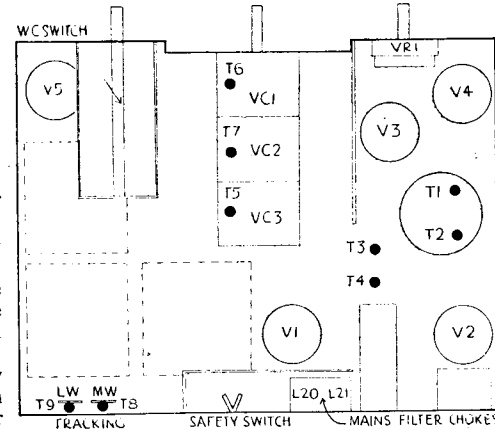 W C SWITCH
VR1
T6
V5
VC1
V4
V3
T7
VC2
T5
VC3
T1
T2
T3
T4
V1
V2
LW MW
T9 T8
L20 L21
TRACKING
SAFETY SWITCH
MAINS FILTER CHOKES